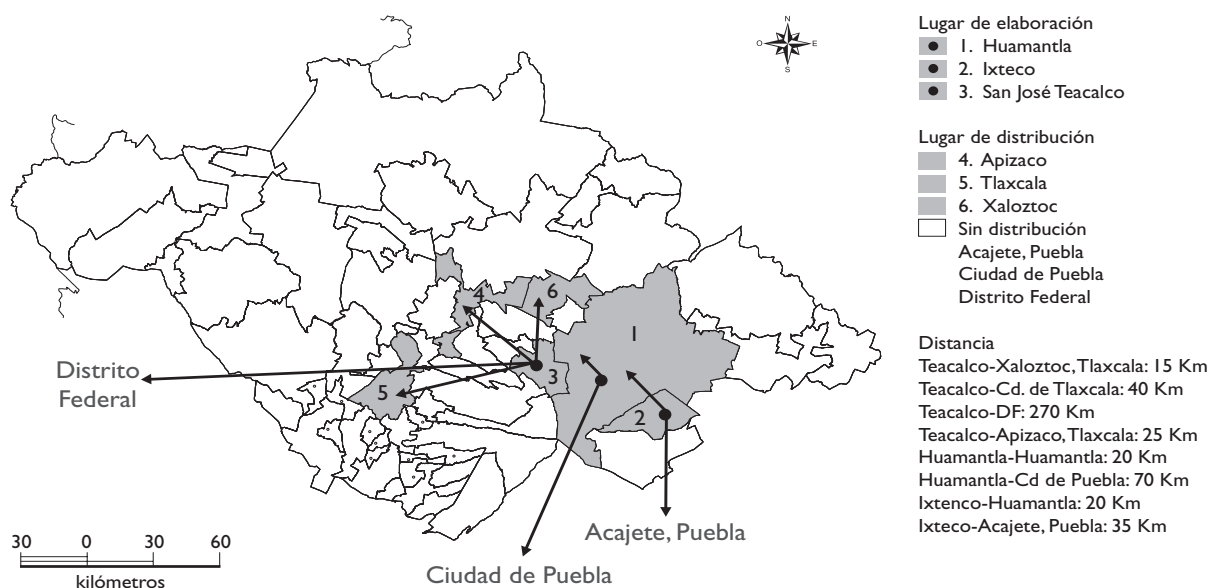 N
O
E
S
Lugar de elaboración
1. Huamantla
2. Ixteco
3. San José Teacalco
Lugar de distribución
4. Apizaco
5. Tlaxcala
6. Xaloztoc
Sin distribución
Acajete, Puebla
Ciudad de Puebla
Distrito Federal
Distancia
Teacalco-Xaloztoc, Tlaxcala: 15 Km
Teacalco-Cd. de Tlaxcala: 40 Km
Teacalco-DF: 270 Km
Teacalco-Apizaco, Tlaxcala: 25 Km
Huamantla-Huamantla: 20 Km
Huamantla-Cd de Puebla: 70 Km
Ixtenco-Huamantla: 20 Km
Ixteco-Acajete, Puebla: 35 Km
4
6
1
3
5
2
Distrito
Federal
Acajete, Puebla
Ciudad de Puebla
30 0 30 60
kilómetros